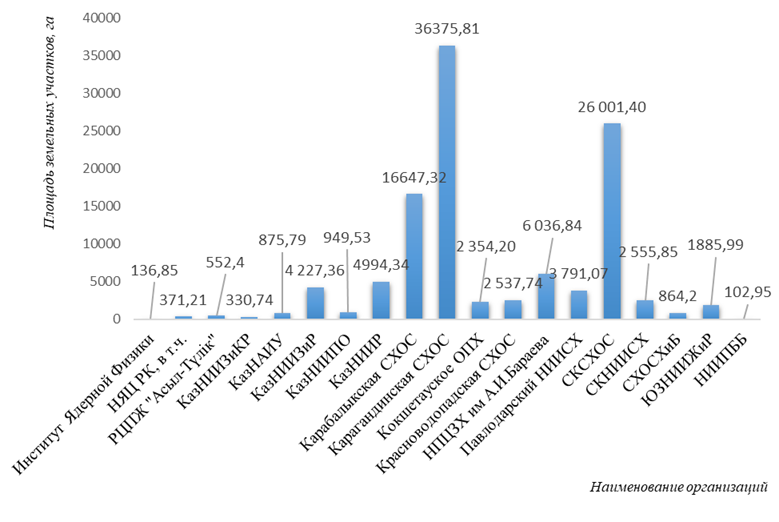 Площадь земельных участков, га
40000
35000
30000
25000
20000
15000
10000
5000
0
136,85
371,21
552,4
330,74
875,79
4 227,36
949,53
4994,34
16647,32
36375,81
2 354,20
2 537,74
6 036,84
3 791,07
26 001,40
2 555,85
864,2
1885,99
102,95
Институт Ядерной Физики
НЯЦ РК, в т.ч.
РЦПЖ "Асыл-Тулік"
КазНИИЗиКР
КазНАИУ
КазНИИЗиР
КазНИИПО
КазНИИР
Карабалыкская СХОС
Карагандинская СХОС
Кокшетауское ОПХ
Красноводопадская СХОС
НПЦЗХ им А.И.Бараева
Павлодарский НИИСХ
СКСХОС
СКНИИСХ
СХОСХиБ
ЮЗНИИЖиР
НИИПББ
Наименование организаций